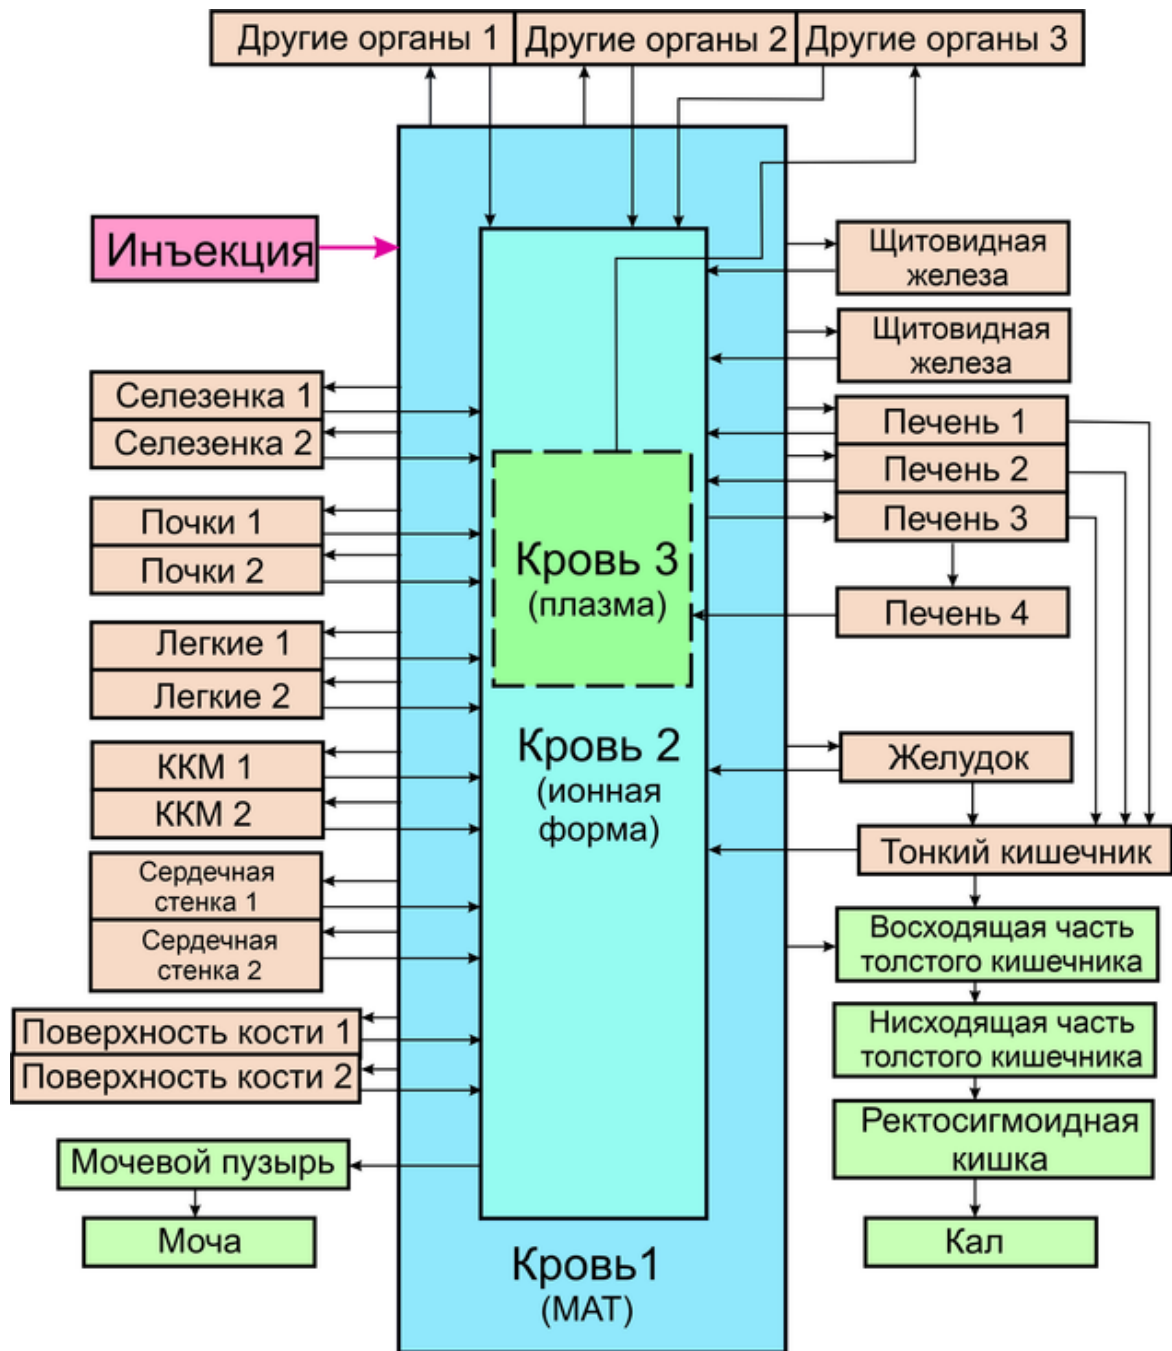 Другие органы 1
Другие органы 2
Другие органы 3
Инъекция
Щитовидная
железа
Щитовидная
железа
Селезенка 1
Селезенка 2
Печень 1
Печень 2
Печень 3
Печень 4
Почки 1
Почки 2
Кровь 3
(плазма)
Легкие 1
Легкие 2
Кровь 2
(ионная
форма)
Желудок
ККМ 1
ККМ 2
Тонкий кишечник
Сердечная
стенка 1
Сердечная
стенка 2
Восходящая часть
толстого кишечника
Нисходящая часть
толстого кишечника
Поверхность кости 1
Поверхность кости 2
Ректосигмоидная
кишка
Мочевой пузырь
Моча
Кал
Кровь1
(МАТ)